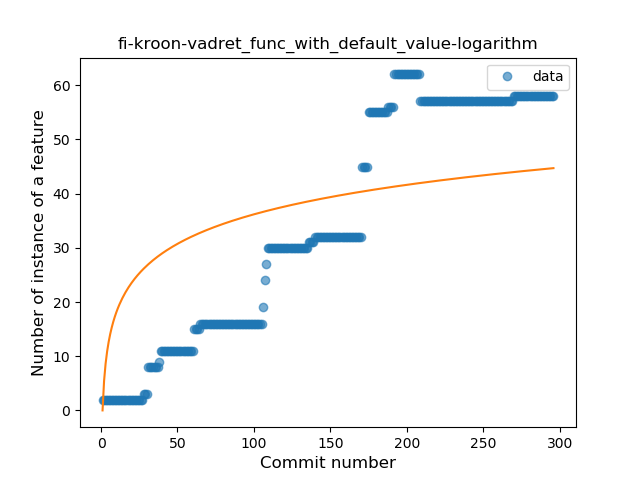 fi-kroon-vadret_func_with_default_value-logarithm
data
Number of instance of a feature
60
50
40
30
20
10
0
0 50 100 150 200 250 300
Commit number